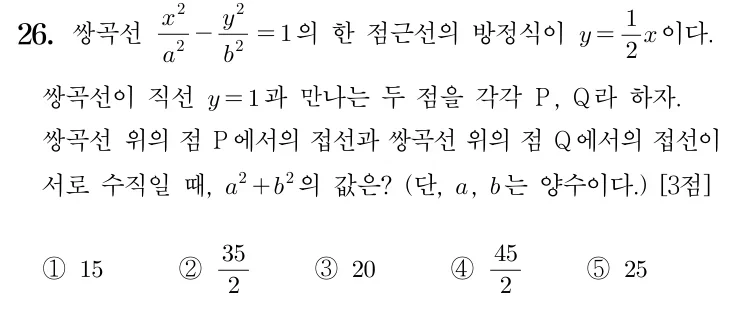 26. 쌍곡선 x²/a² - y²/b² = 1의 한 점근선의 방정식이 y = 1/2 x이다.
쌍곡선이 직선 y=1과 만나는 두 점을 각각 P, Q라 하자.
쌍곡선 위의 점 P에서의 접선과 쌍곡선 위의 점 Q에서의 접선이
서로 수직일 때, a²+b²의 값은? (단, a, b는 양수이다.) [3점]
① 15 ② 35/2 ③ 20 ④ 45/2 ⑤ 25